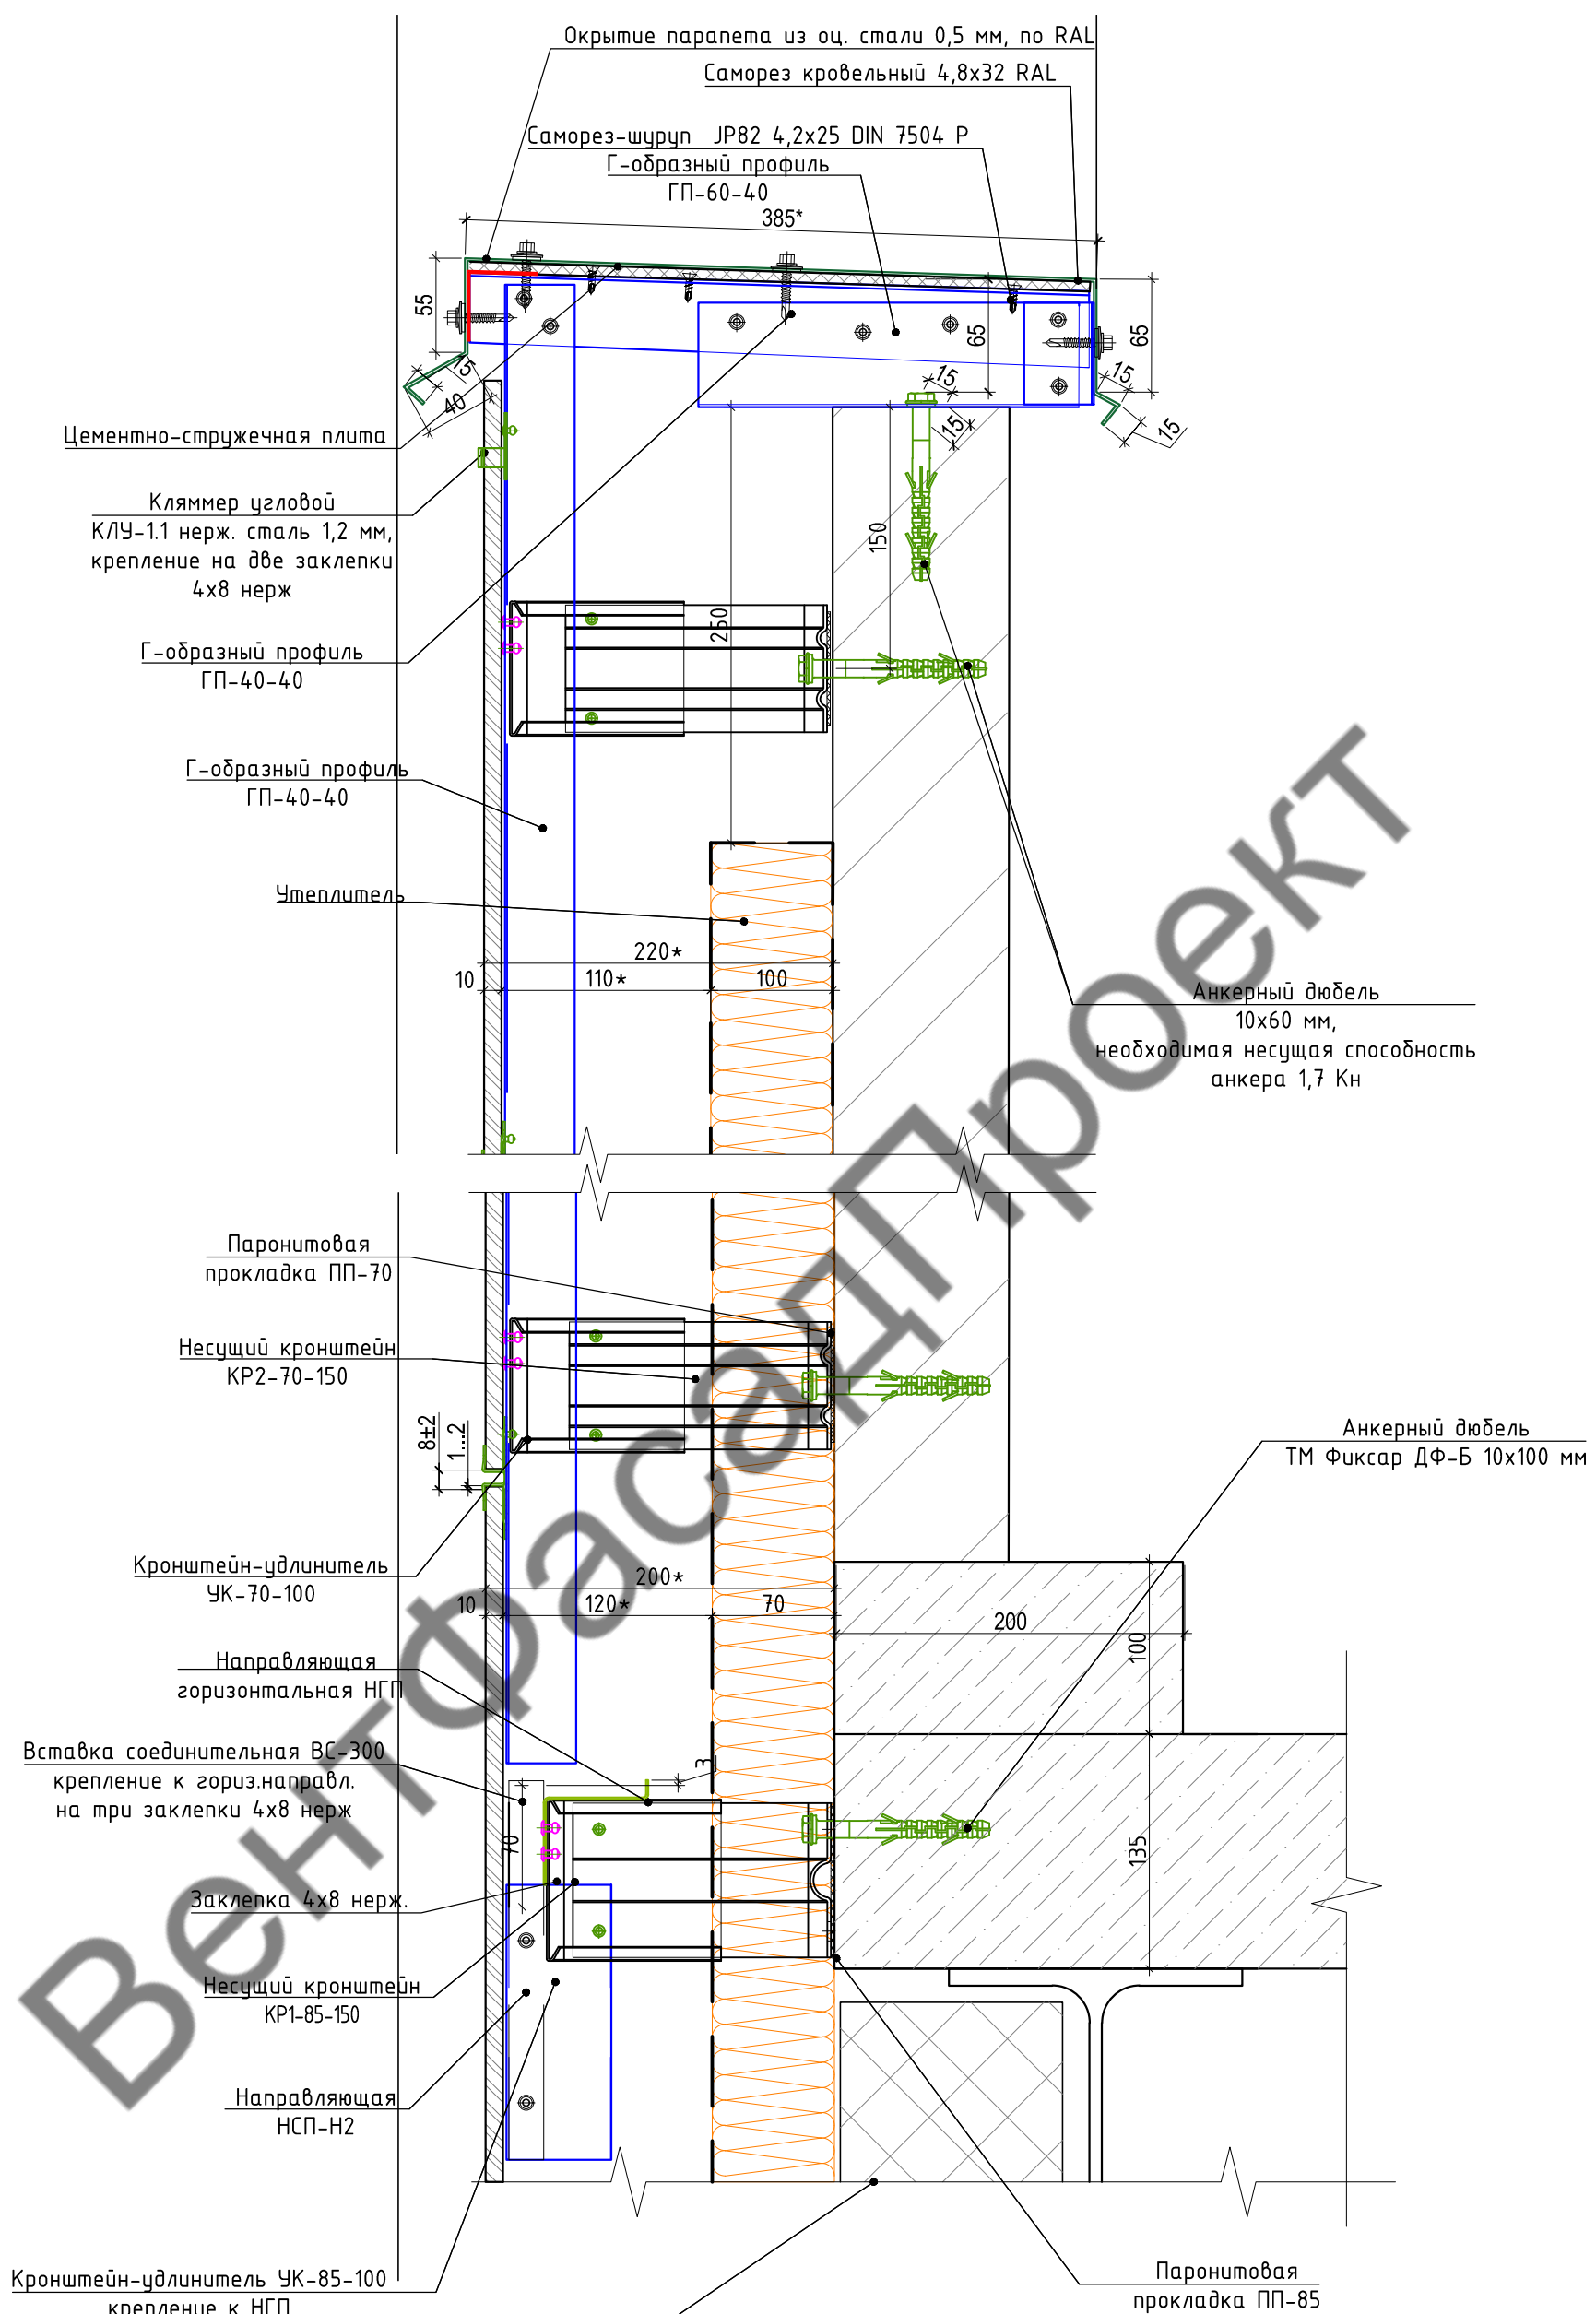 Окрытие парапета из оц. стали 0,5 мм, по RAL
Саморез кровельный 4,8х32 RAL
Саморез-шуруп JP82 4,2х25 DIN 7504 P
Г-образный профиль
ГП-60-40
385*
55
65
65
15
40
15
15
15
Цементно-стружечная плита
Кляммер угловой
КЛУ-1.1 нерж. сталь 1,2 мм,
крепление на две заклепки
4х8 нерж
150
250
Г-образный профиль
ГП-40-40
Г-образный профиль
ГП-40-40
Утеплитель
220*
10
110*
100
Анкерный дюбель
10х60 мм,
необходимая несущая способность
анкера 1,7 Кн
Паронитовая
прокладка ПП-70
Несущий кронштейн
КР2-70-150
8±2
1...2
Анкерный дюбель
ТМ Фиксар ДФ-Б 10х100 мм
Кронштейн-удлинитель
УК-70-100
200*
10
120*
70
200
100
Направляющая
горизонтальная НГП
Вставка соединительная ВС-300
крепление к гориз.направл.
на три заклепки 4х8 нерж
3
70
135
Заклепка 4х8 нерж.
Несущий кронштейн
КР1-85-150
Направляющая
НСП-Н2
Кронштейн-удлинитель УК-85-100
крепление к НГП
Паронитовая
прокладка ПП-85
ВентФасадПроект